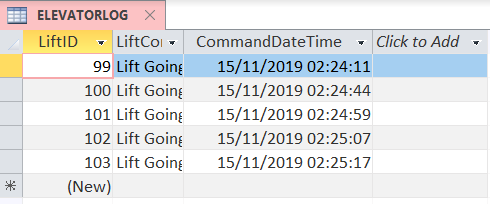 ELEVATORLOG
LiftID LiftCo CommandDateTime Click to Add
99 Lift Going 15/11/2019 02:24:11
100 Lift Going 15/11/2019 02:24:44
101 Lift Going 15/11/2019 02:24:59
102 Lift Going 15/11/2019 02:25:07
103 Lift Going 15/11/2019 02:25:17
(New)